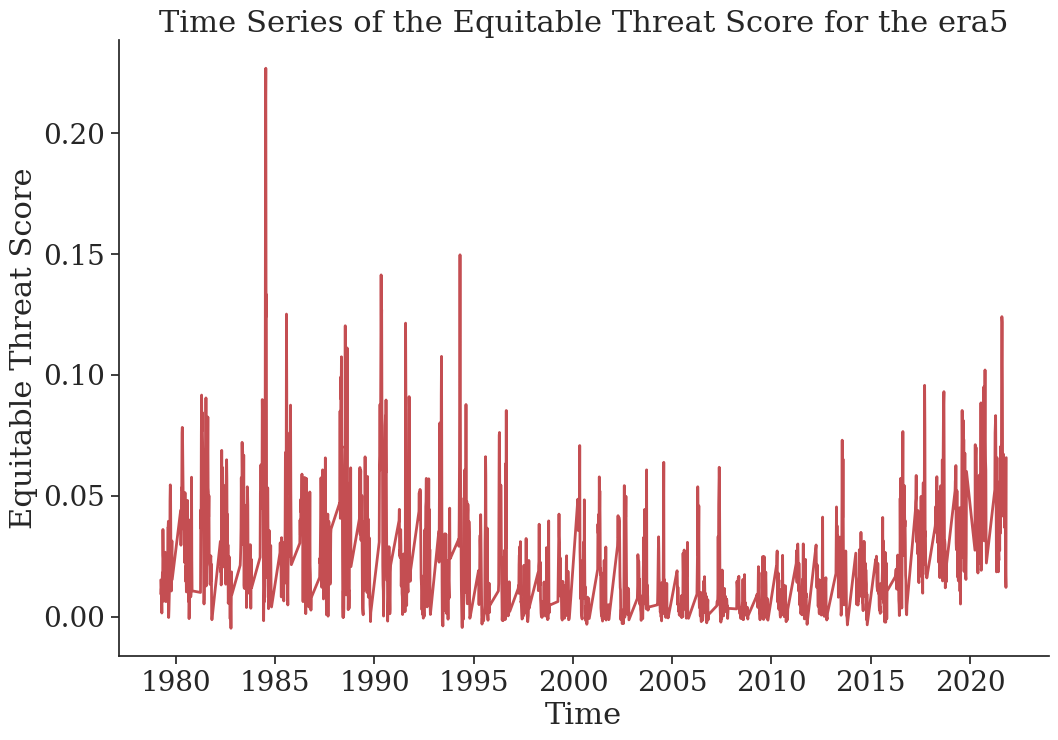 Time Series of the Equitable Threat Score for the era5
Equitable Threat Score
0.20
0.15
0.10
0.05
0.00
1980 1985 1990 1995 2000 2005 2010 2015 2020
Time